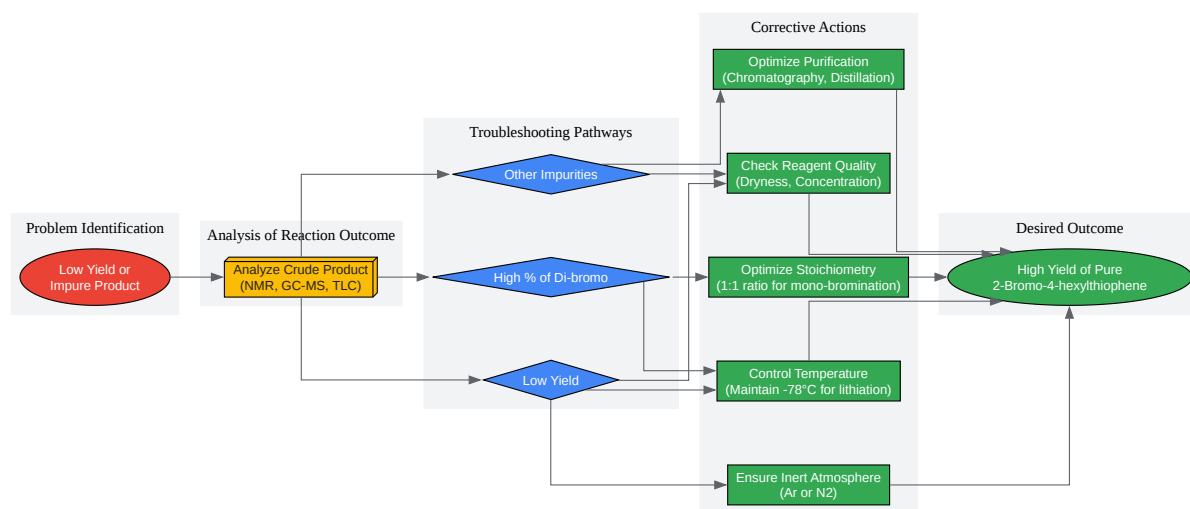 Problem Identification
Low Yield or
Impure Product
Analysis of Reaction Outcome
Analyze Crude Product
(NMR, GC-MS, TLC)
Troubleshooting Pathways
Other Impurities
High % of Di-bromo
Low Yield
Corrective Actions
Optimize Purification
(Chromatography, Distillation)
Check Reagent Quality
(Dryness, Concentration)
Optimize Stoichiometry
(1:1 ratio for mono-bromination)
Control Temperature
(Maintain -78°C for lithiation)
Ensure Inert Atmosphere
(Ar or N2)
Desired Outcome
High Yield of Pure
2-Bromo-4-hexylthiophene